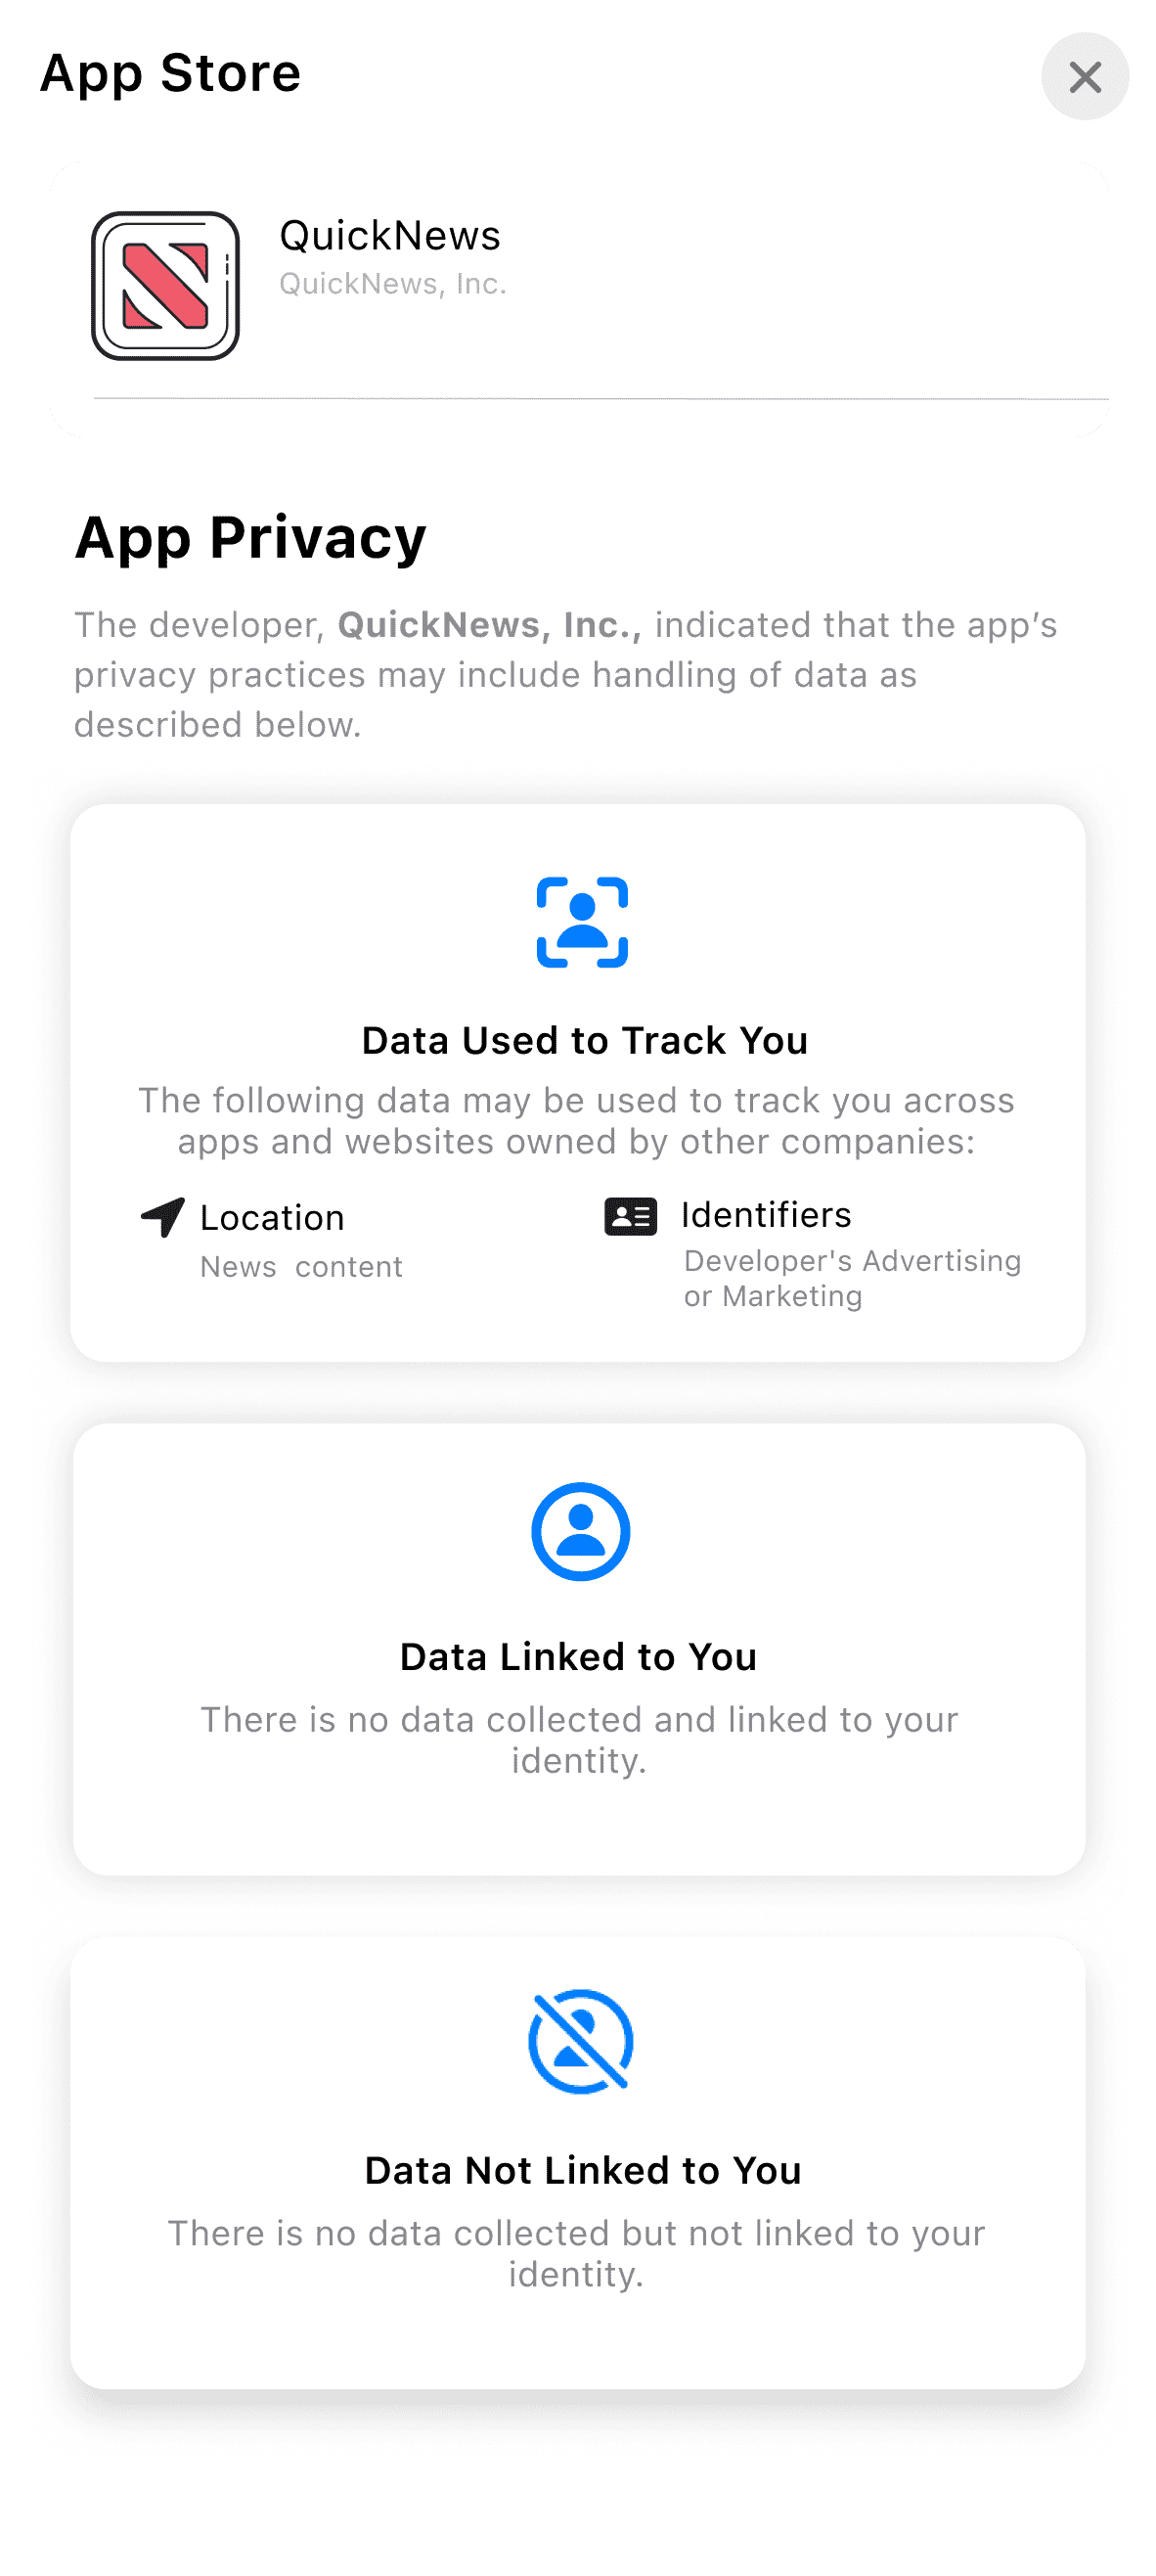 App Store
QuickNews
QuickNews, Inc.
App Privacy
The developer, QuickNews, Inc., indicated that the app’s
privacy practices may include handling of data as
described below.
Data Used to Track You
The following data may be used to track you across
apps and websites owned by other companies:
Location
News content
Identifiers
Developer's Advertising
or Marketing
Data Linked to You
There is no data collected and linked to your
identity.
Data Not Linked to You
There is no data collected but not linked to your
identity.